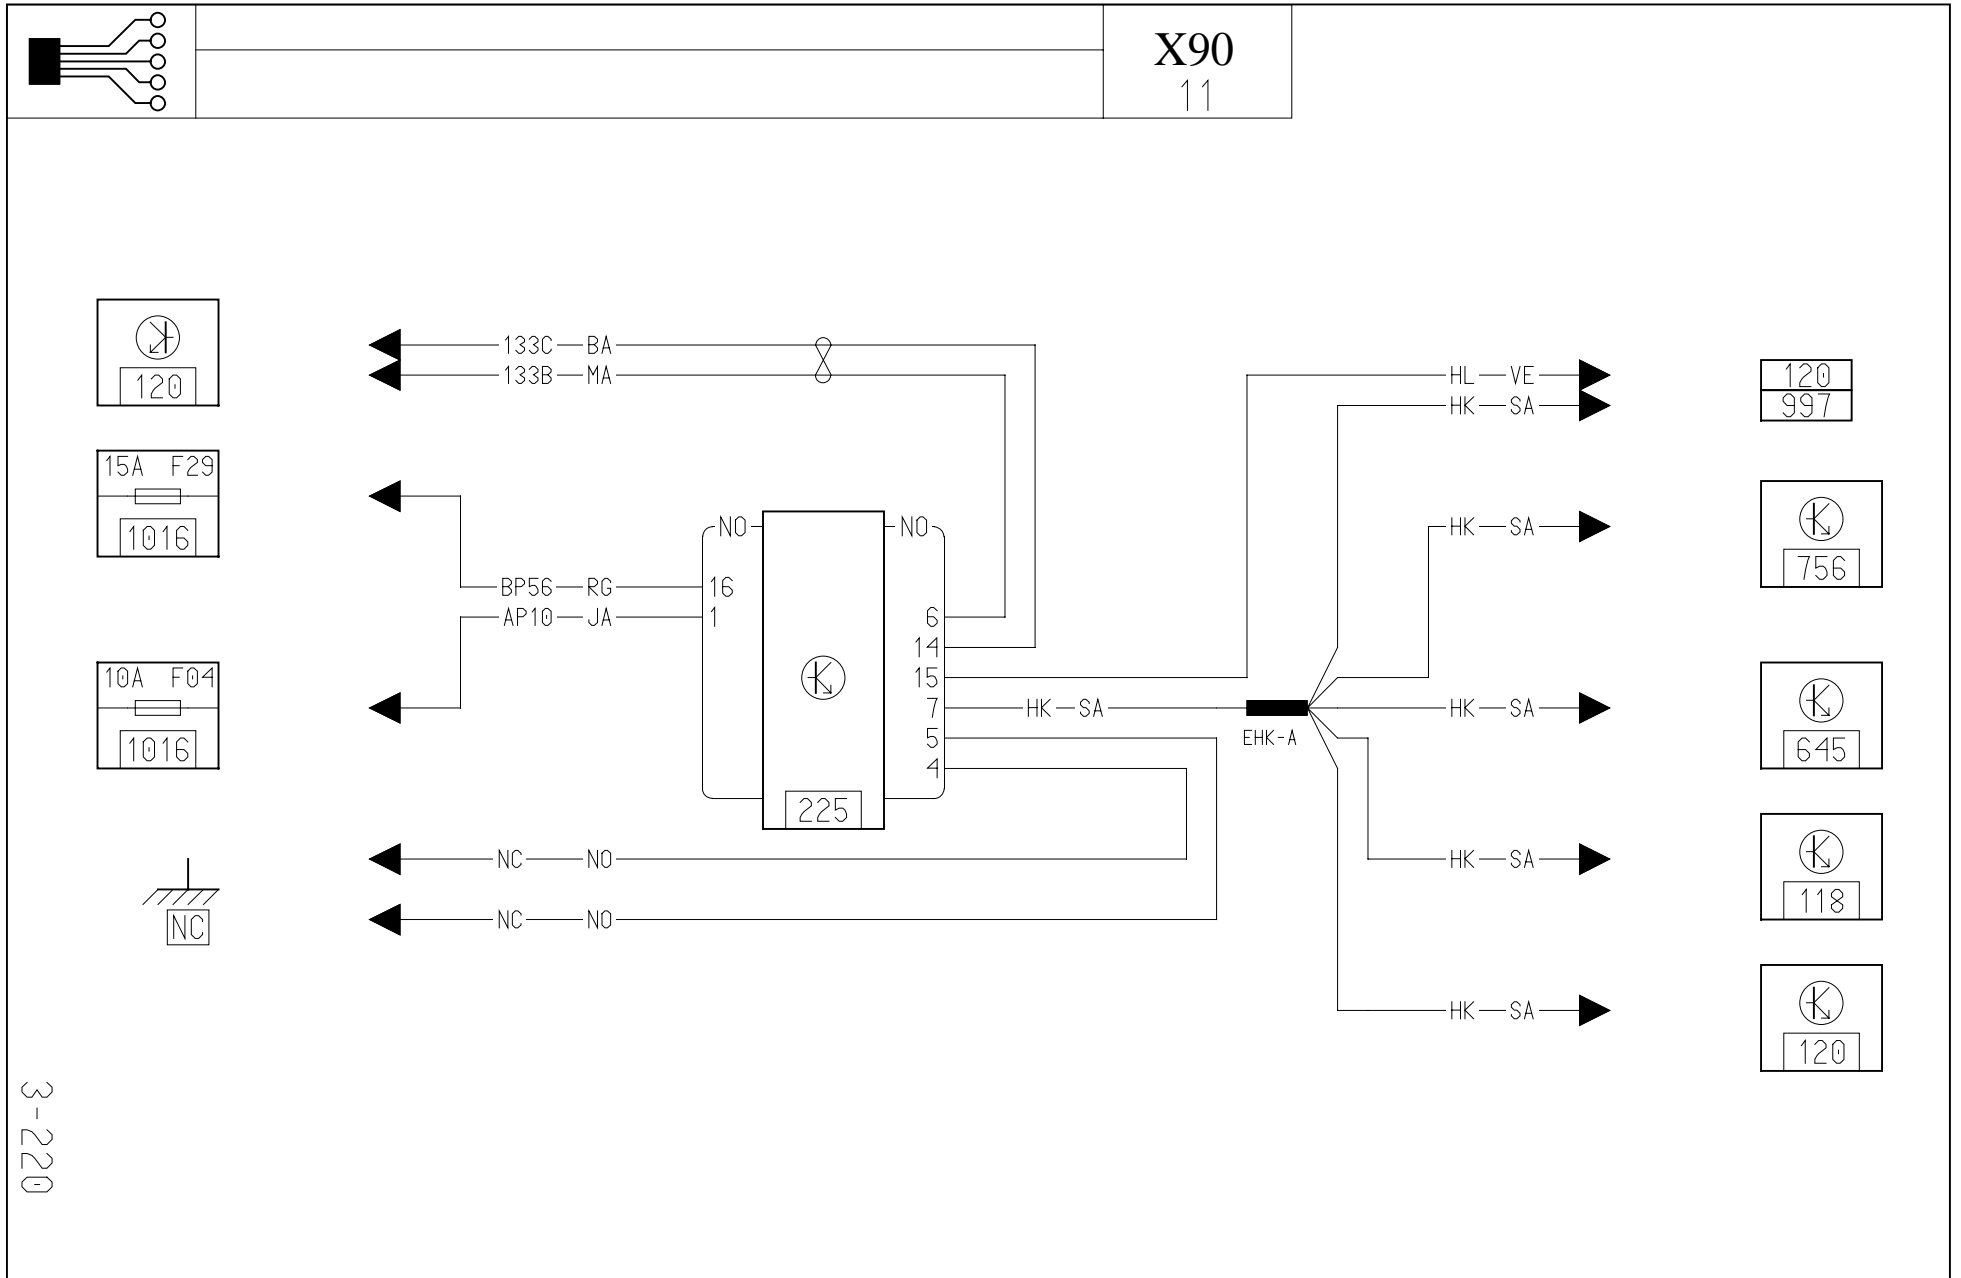 X90
11
120
133C BA
133B MA
HL VE
HK SA
120
997
15A F29
1016
NO NO
HK SA
756
BP56 RG 16
AP10 JA 1
6
14
15
10A F04
1016
7 HK SA
EHK-A
HK SA
645
5
4
225
NC NO
HK SA
118
NC
NC NO
HK SA
120
3-220